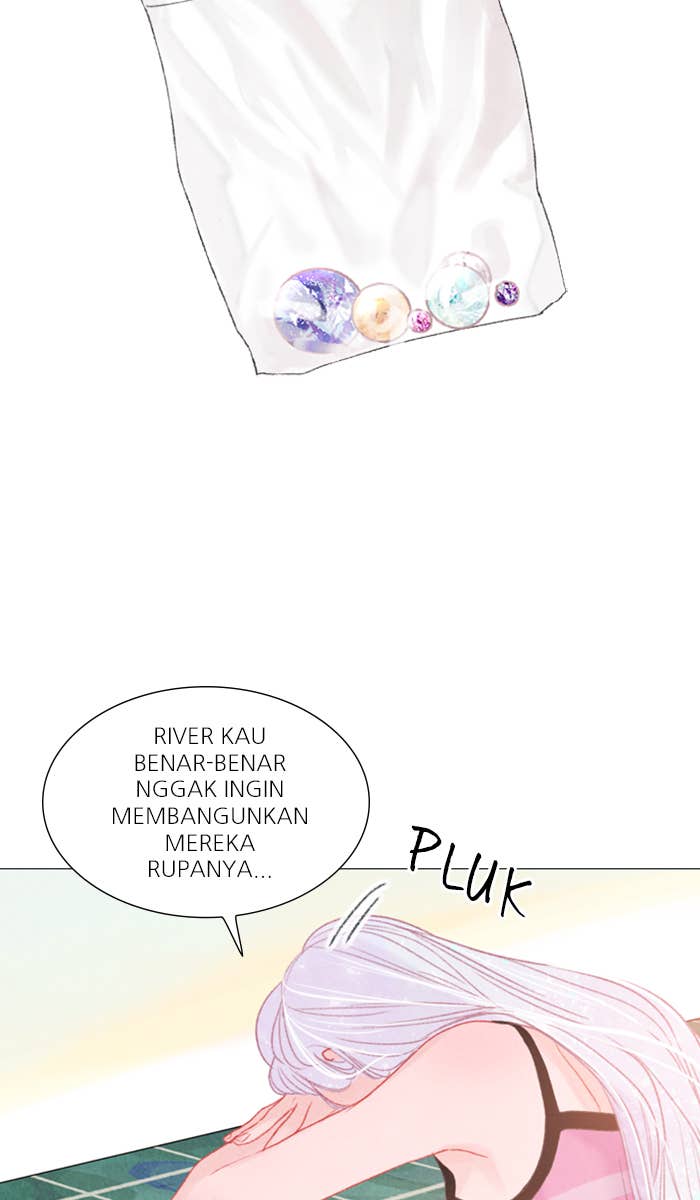 RIVER KAU
BENAR-BENAR
NGGAK INGIN
MEMBANGUNKAN
MEREKA
RUPANYA...
PLUK